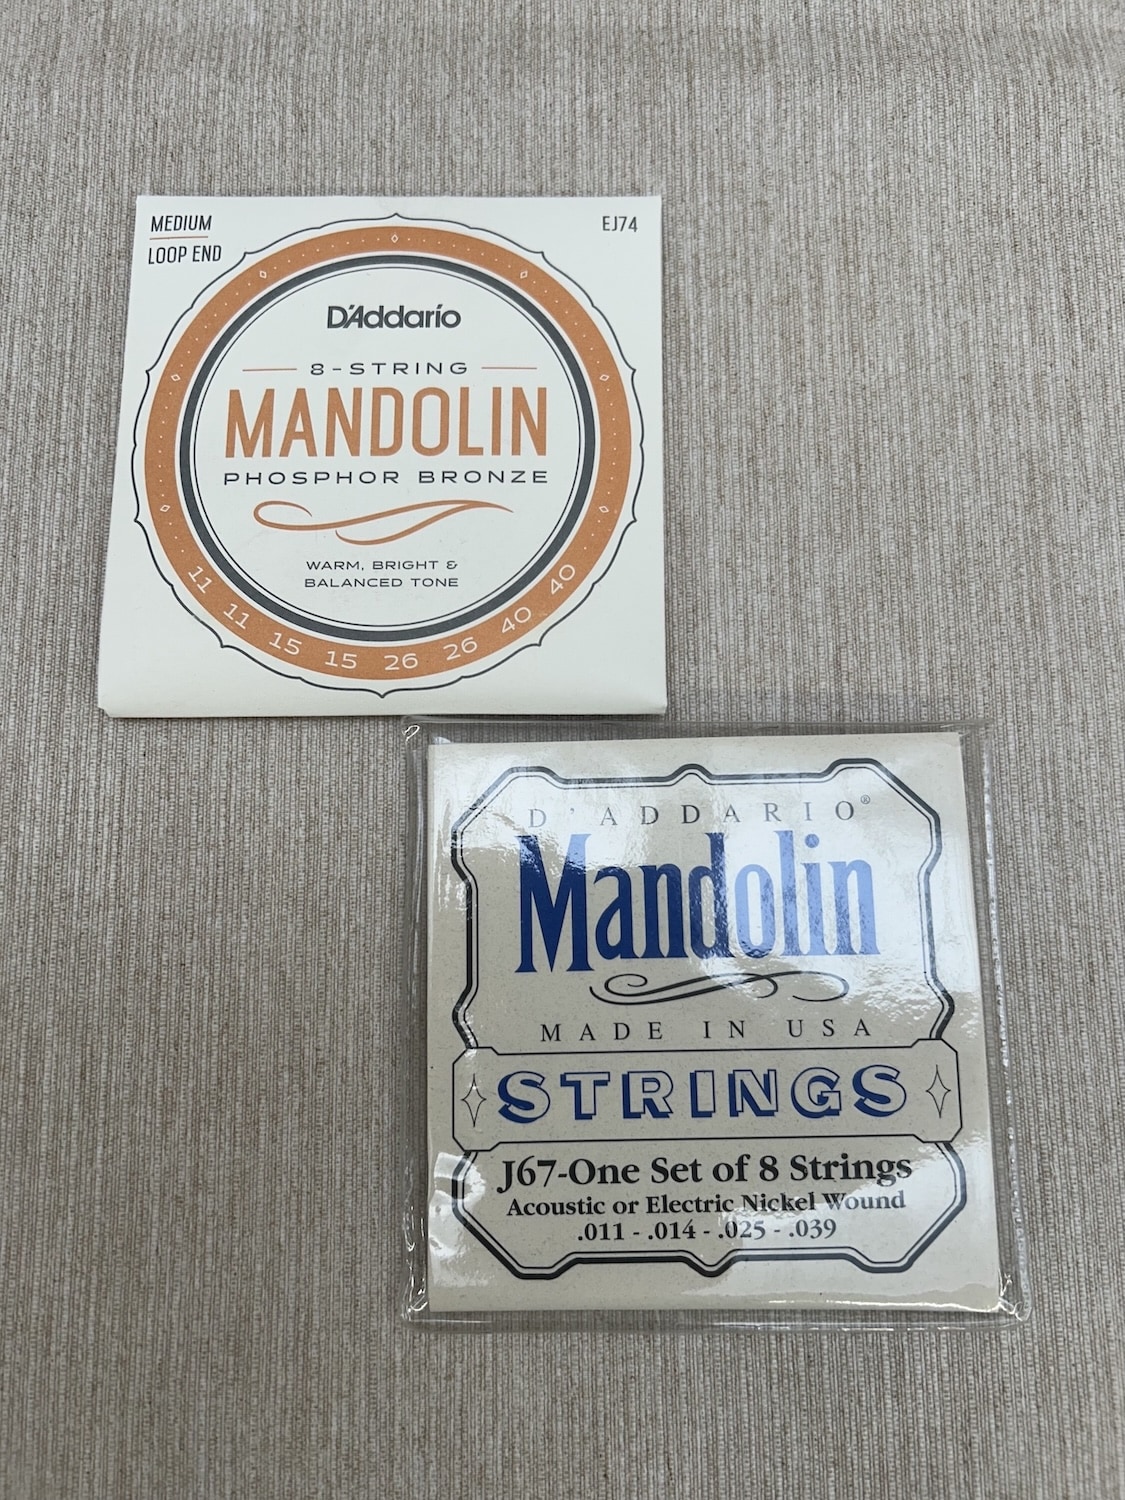 MEDIUM
LOOP END
EJ74
D'Addario
8-STRING
MANDOLIN
PHOSPHOR BRONZE
WARM, BRIGHT &
BALANCED TONE
11 11 15 15 26 26 40 40
D'ADDARIO®
Mandolin
MADE IN USA
STRINGS
J67-One Set of 8 Strings
Acoustic or Electric Nickel Wound
.011 - .014 - .025 - .039